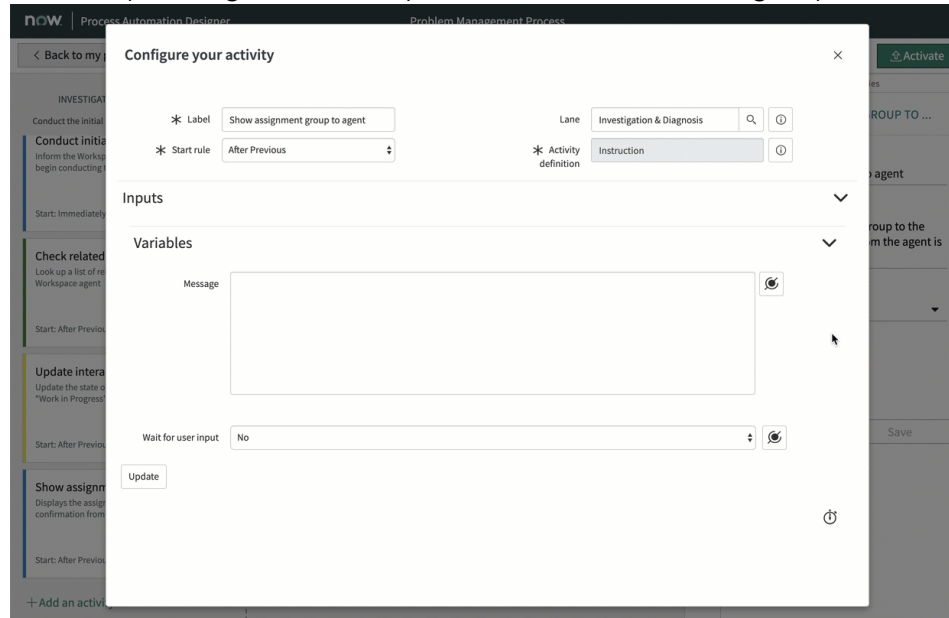 now. Process Automation Designer Problem Management Process
< Back to my
Activate
Configure your activity
INVESTIGAT
Conduct the initial
Conduct initia
Inform the Worksp
begin conducting t
Start: Immediately
Check related
Look up a list of re
Workspace agent
Start: After Previou
Update intera
Update the state o
"Work in Progress"
Start: After Previou
Show assignm
Displays the assign
confirmation from
Start: After Previou
+ Add an activi
* Label Show assignment group to agent
Lane Investigation & Diagnosis
* Start rule After Previous
* Activity definition Instruction
Inputs
Variables
Message
Wait for user input No
Update
ies
ROUP TO ...
agent
roup to the
m the agent is
Save